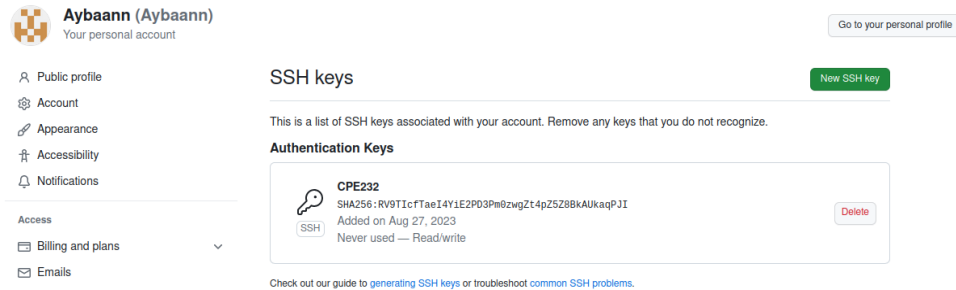 Aybaann (Aybaann)
Your personal account
Go to your personal profile
Public profile
Account
Appearance
Accessibility
Notifications
Access
Billing and plans
Emails
SSH keys
New SSH key
This is a list of SSH keys associated with your account. Remove any keys that you do not recognize.
Authentication Keys
CPE232
SHA256:RV9TIcfTaeI4YiE2PD3Pm0zwgZt4pZ5Z8BkAUkaqPJI
Added on Aug 27, 2023
Never used — Read/write
SSH
Delete
Check out our guide to generating SSH keys or troubleshoot common SSH problems.